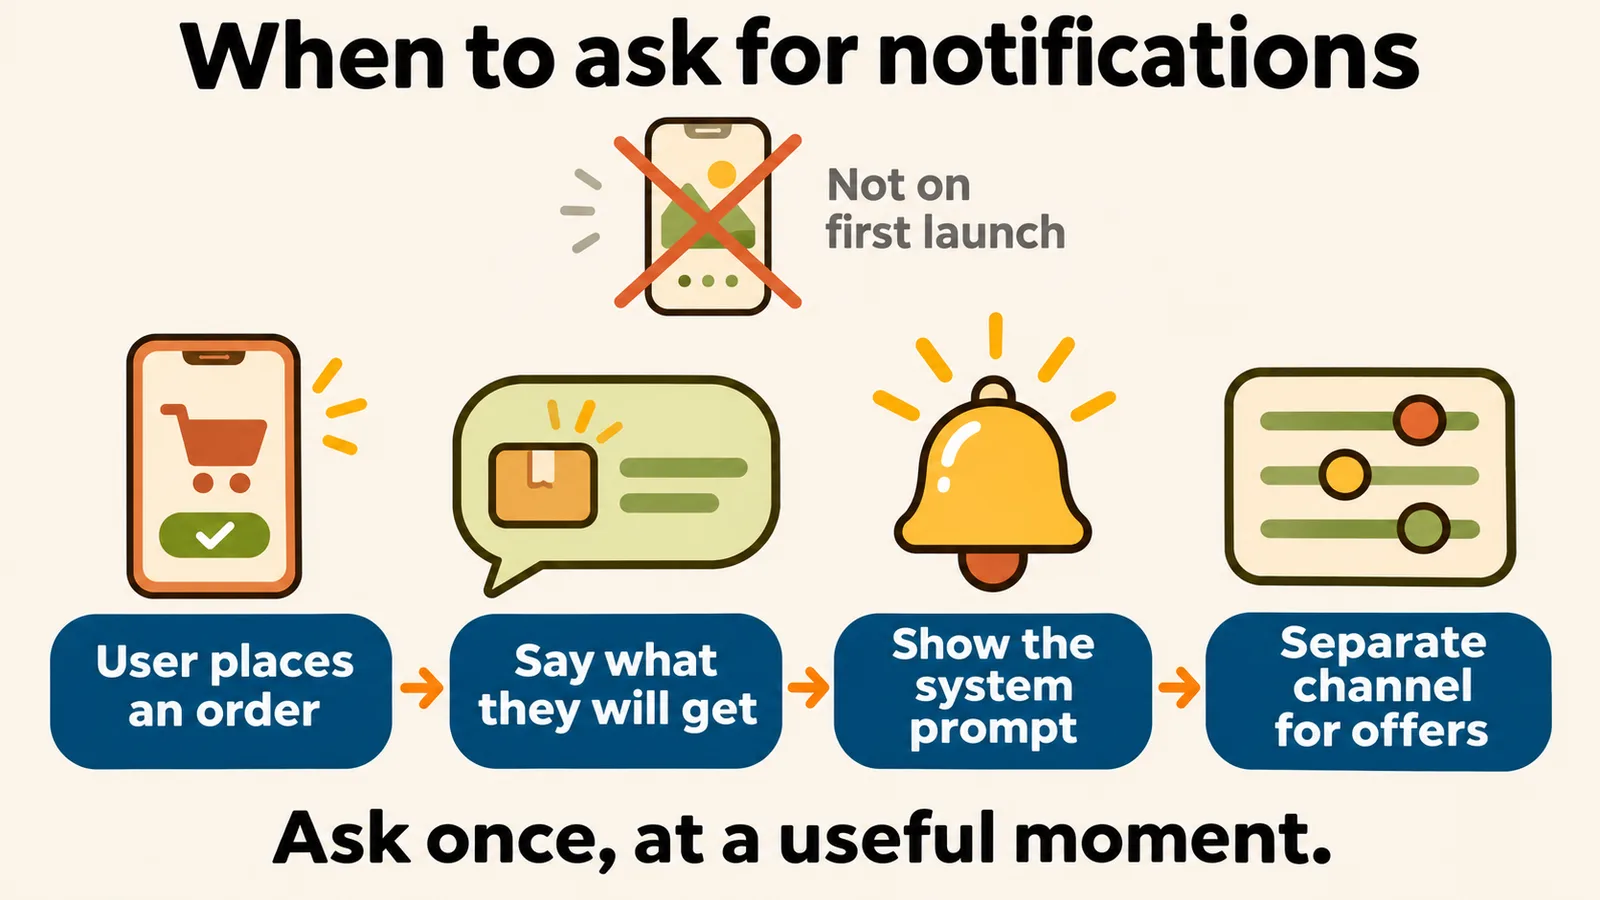 When to ask for notifications
Not on
first launch
User places
an order
Say what
they will get
Show the
system
prompt
Separate
channel
for offers
Ask once, at a useful moment.